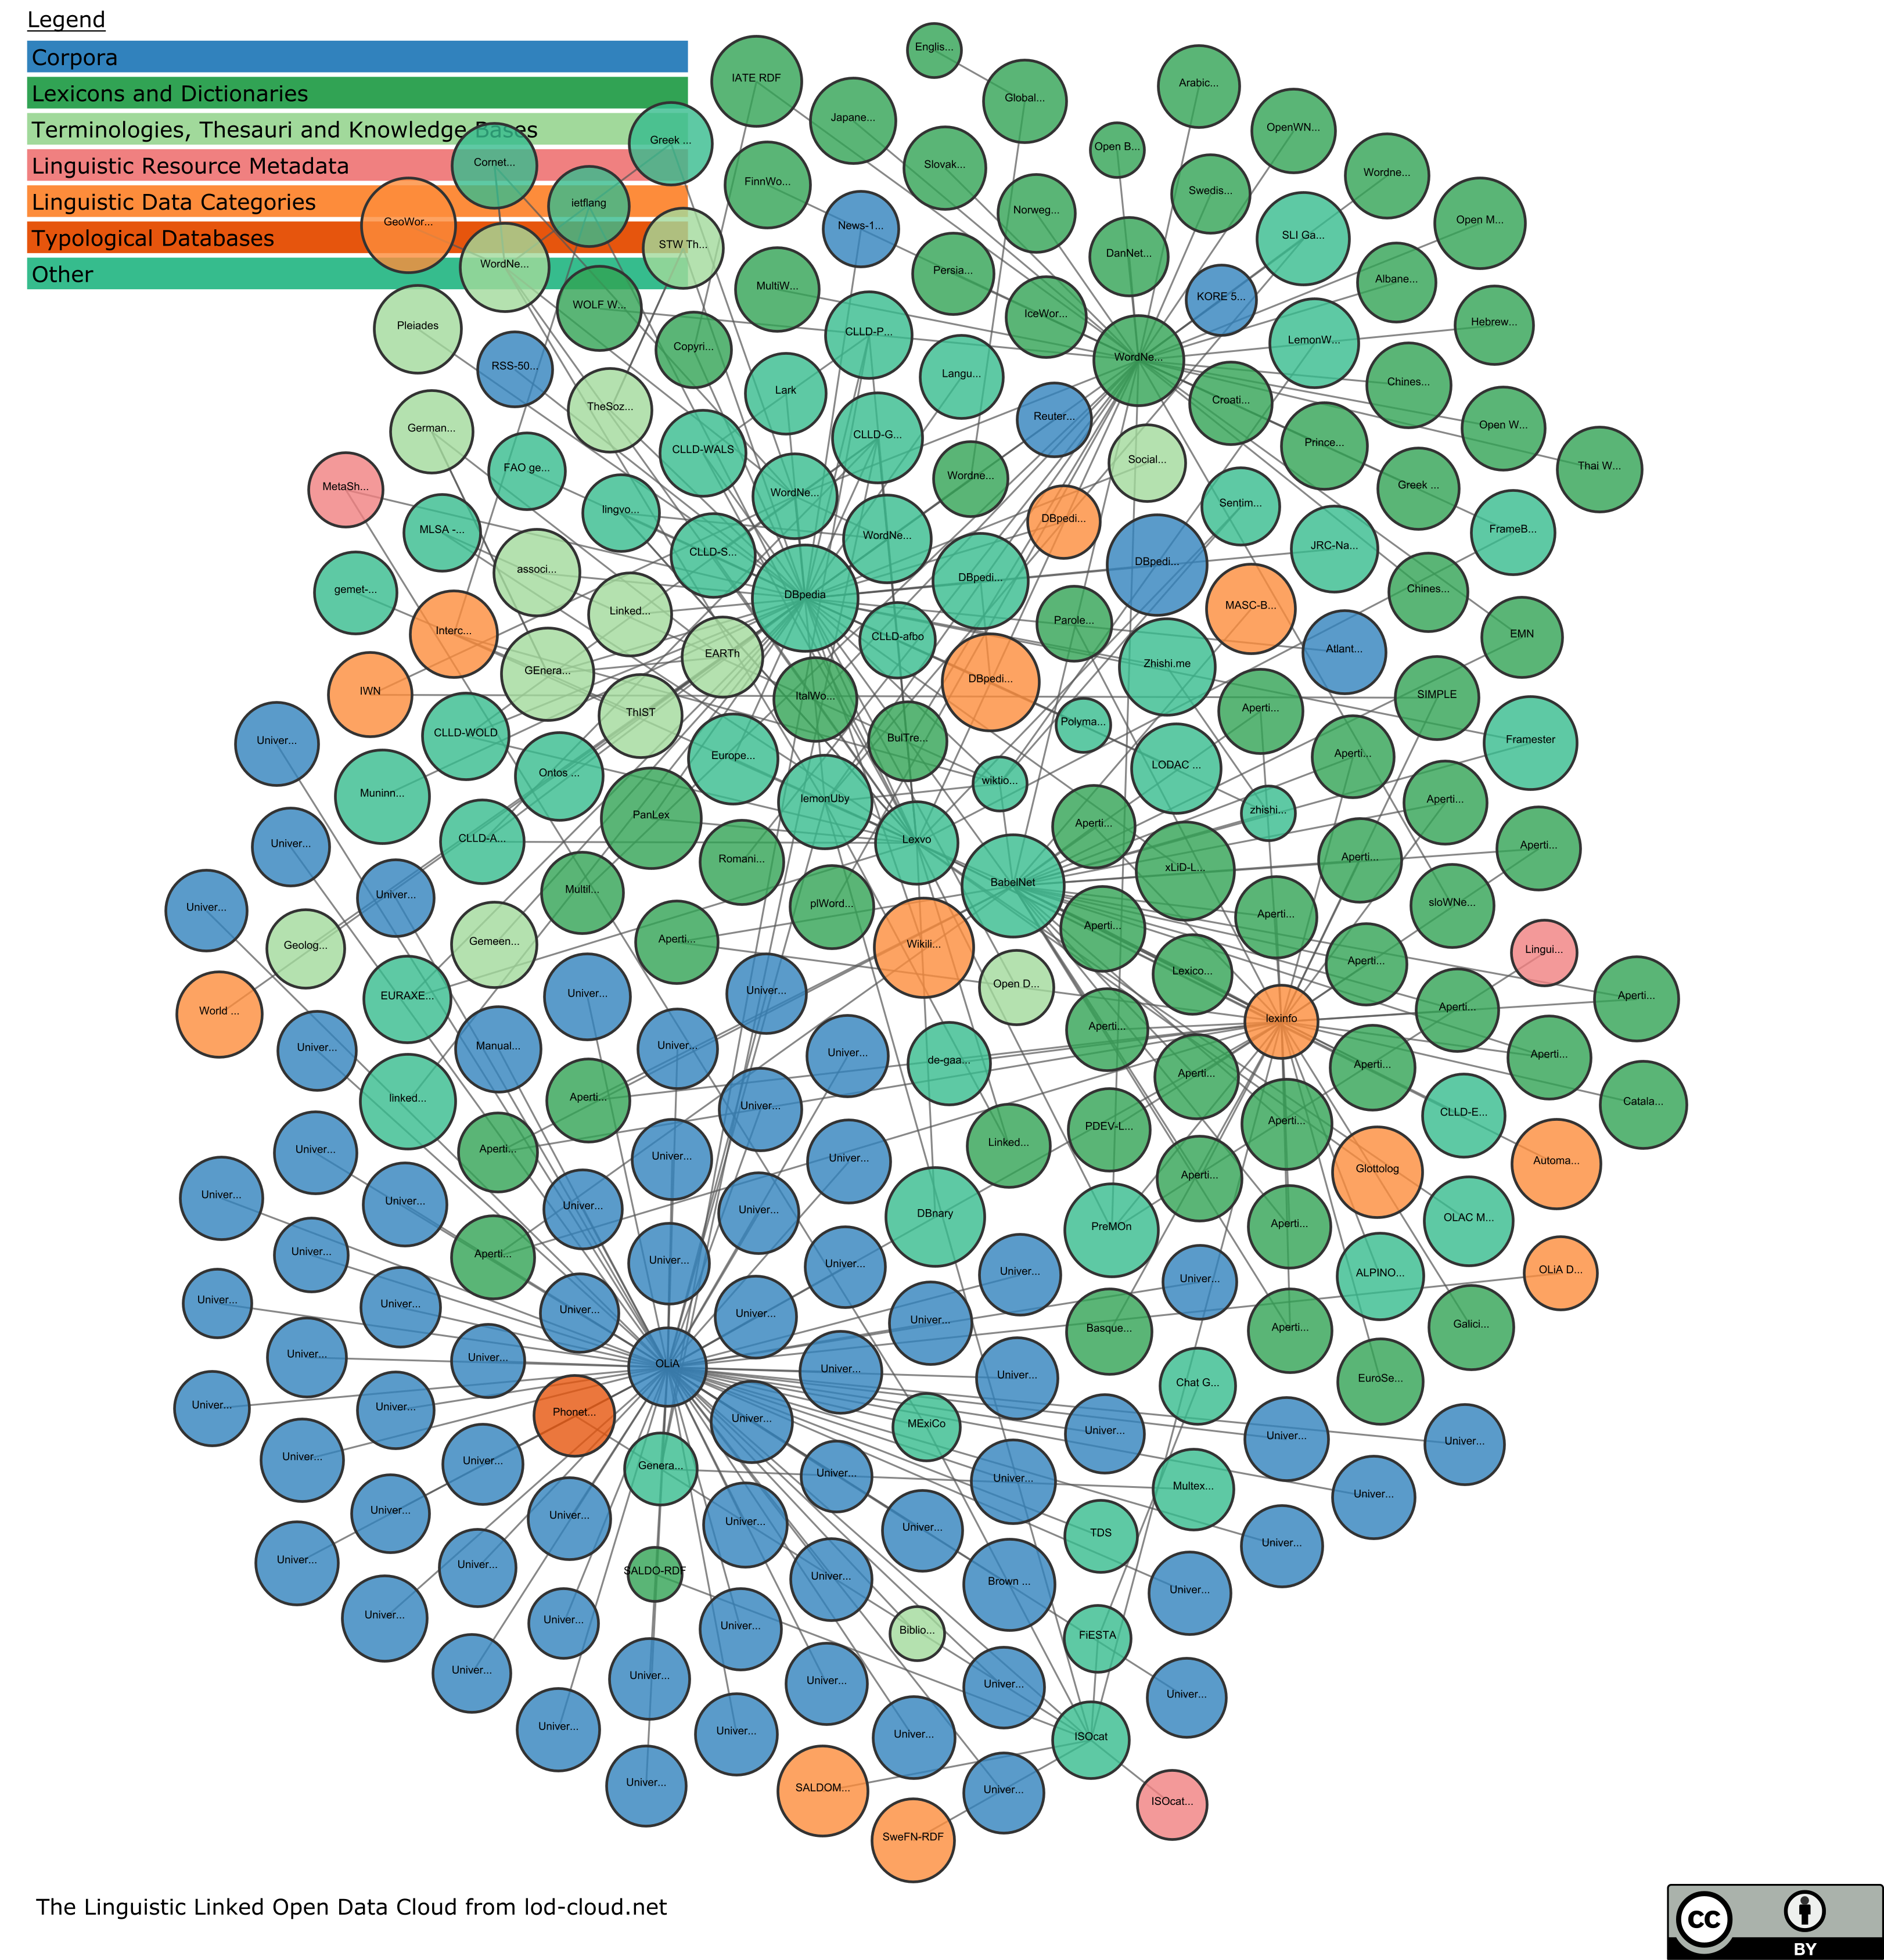 Legend
Corpora
Lexicons and Dictionaries
Terminologies, Thesauri and Knowledge Bases
Linguistic Resource Metadata
Linguistic Data Categories
Typological Databases
Other
Englis...
IATE RDF
Global...
Arabic...
Japane...
OpenWN...
Greek ...
Open B...
Cornet...
Slovak...
Wordne...
FinnWo...
Swedis...
ietflang
Norweg...
GeoWor...
News-1...
Open M...
SLI Ga...
STW Th...
DanNet...
WordNe...
Persia...
Albane...
MultiW...
KORE 5...
WOLF W...
IceWor...
Hebrew...
Pleiades
CLLD-P...
LemonW...
Copyri...
WordNe...
RSS-50...
Langu...
Chines...
Lark
Croati...
TheSoz...
Reuter...
German...
Open W...
CLLD-G...
Prince...
CLLD-WALS
Social...
Thai W...
FAO ge...
Wordne...
Greek ...
MetaSh...
WordNe...
Sentim...
lingvo...
DBpedi...
MLSA -...
FrameB...
WordNe...
JRC-Na...
CLLD-S...
DBpedi...
associ...
DBpedi...
gemet-...
Chines...
DBpedia
MASC-B...
Linked...
Parole...
Interc...
EMN
CLLD-afbo
Atlant...
EARTh
Zhishi.me
GEnera...
DBpedi...
IWN
ItalWo...
SIMPLE
Aperti...
ThIST
Polyma...
CLLD-WOLD
BulTre...
Univer...
Framester
Aperti...
Europe...
LODAC ...
Ontos ...
wiktio...
Muninn...
lemonUby
Aperti...
zhishi...
PanLex
Aperti...
CLLD-A...
Lexvo
Univer...
Aperti...
Aperti...
Romani...
xLiD-L...
BabelNet
Multil...
Univer...
sloWNe...
plWord...
Univer...
Aperti...
Aperti...
Aperti...
Gemeen...
Wikili...
Geolog...
Lingui...
Aperti...
Lexico...
Open D...
Univer...
Univer...
EURAXE...
Aperti...
Aperti...
World ...
lexinfo
Aperti...
Manual...
Univer...
Univer...
Univer...
Aperti...
de-gaa...
Aperti...
Aperti...
linked...
Aperti...
Catala...
Univer...
CLLD-E...
Aperti...
PDEV-L...
Linked...
Univer...
Aperti...
Univer...
Univer...
Automa...
Glottolog
Aperti...
Univer...
Univer...
Univer...
Univer...
DBnary
OLAC M...
PreMOn
Aperti...
Univer...
Aperti...
Univer...
Univer...
Univer...
OLiA D...
ALPINO...
Univer...
Univer...
Univer...
Univer...
Univer...
Univer...
Univer...
Basque...
Aperti...
Galici...
Univer...
Univer...
OLiA
Univer...
Univer...
EuroSe...
Chat G...
Univer...
Univer...
Phonet...
Univer...
MExiCo
Univer...
Univer...
Univer...
Univer...
Univer...
Genera...
Univer...
Univer...
Multex...
Univer...
Univer...
Univer...
Univer...
Univer...
TDS
Univer...
Univer...
Univer...
SALDO-RDF
Univer...
Brown ...
Univer...
Univer...
Univer...
Univer...
Biblio...
FiESTA
Univer...
Univer...
Univer...
Univer...
Univer...
Univer...
Univer...
Univer...
ISOcat
Univer...
SALDOM...
Univer...
ISOcat...
SweFN-RDF
The Linguistic Linked Open Data Cloud from lod-cloud.net
cc
BY